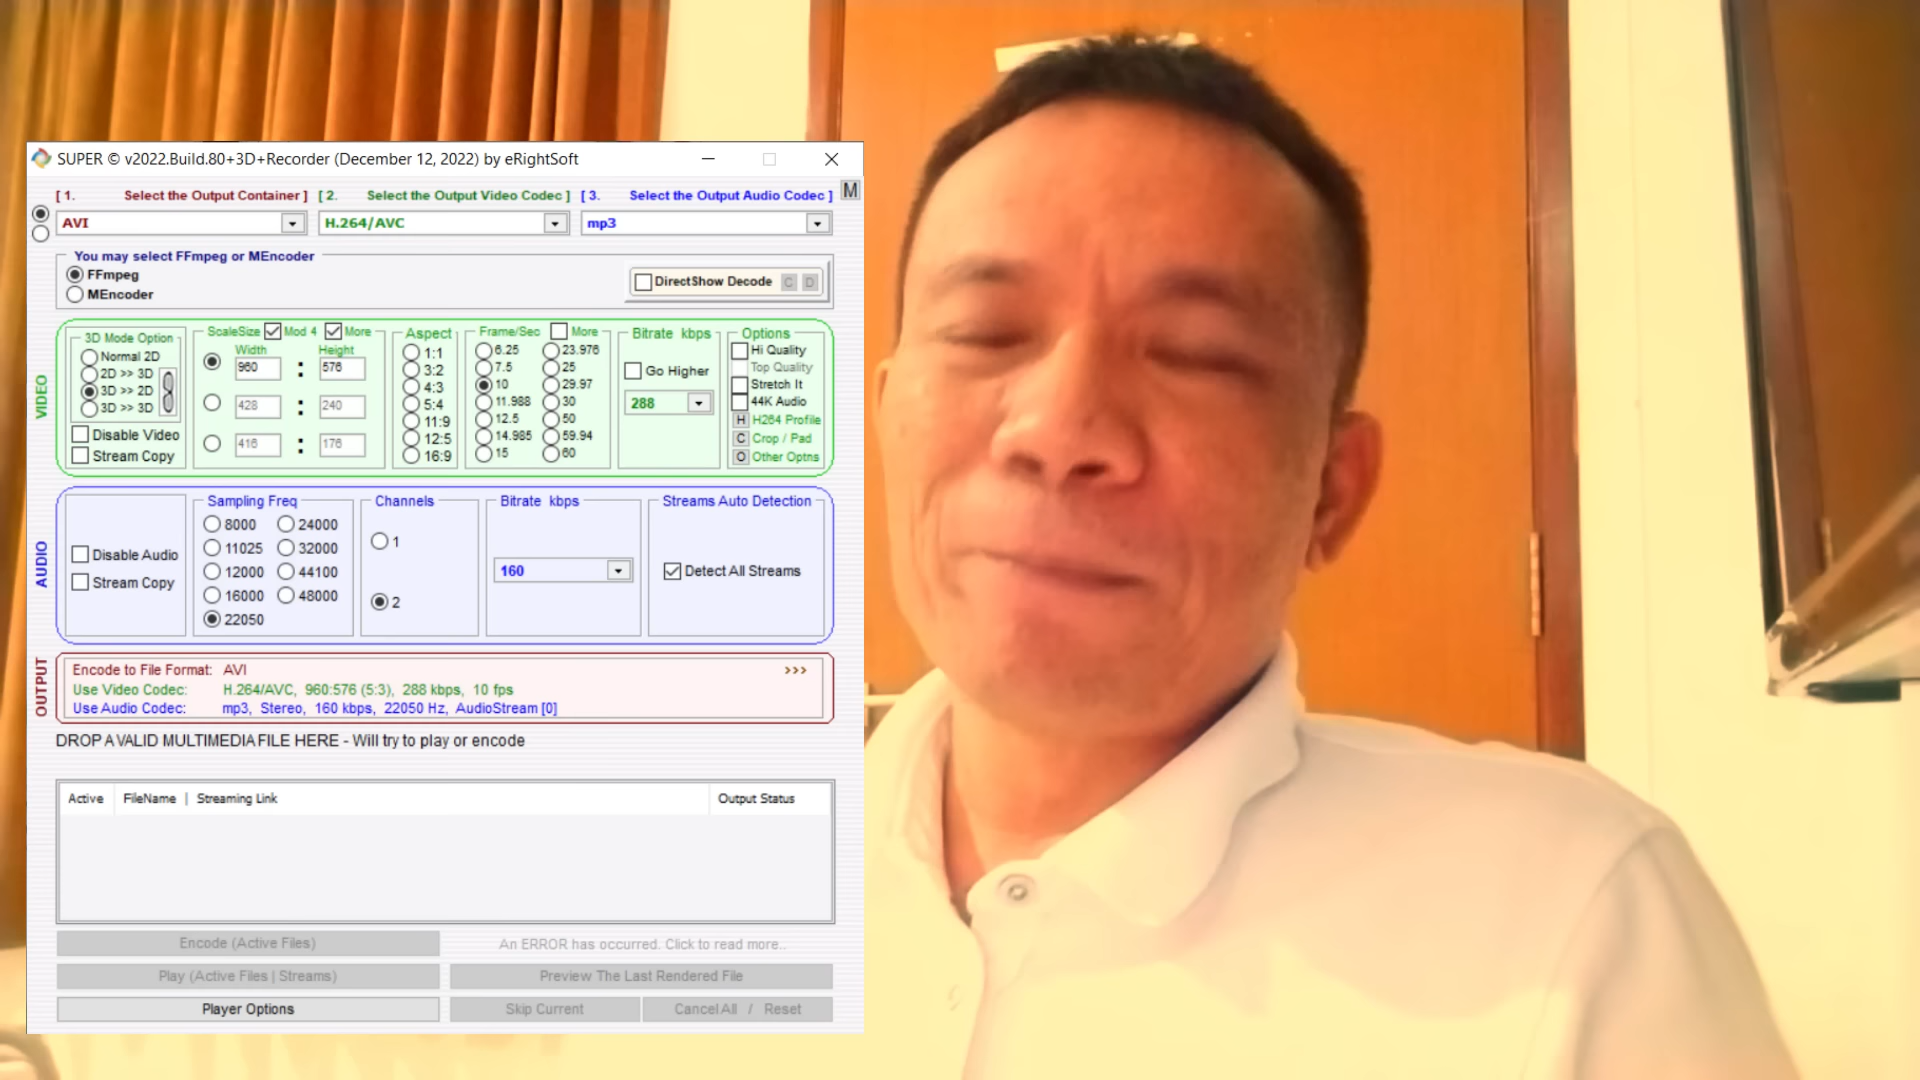 SUPER © v2022.Build.80+3D+Recorder (December 12, 2022) by eRightSoft
[ 1. Select the Output Container ] [ 2. Select the Output Video Codec ] [ 3. Select the Output Audio Codec ] M
AVI H.264/AVC mp3
You may select FFmpeg or MEncoder
FFmpeg
MEncoder
DirectShow Decode C D
VIDEO
3D Mode Option
Normal 2D
2D >> 3D
3D >> 2D
3D >> 3D
Disable Video
Stream Copy
ScaleSize Mod 4 More
Width Height
960 : 576
428 : 240
416 : 176
Aspect
1:1
3:2
4:3
5:4
11:9
12:5
16:9
Frame/Sec More
6.25 23.976
7.5 25
10 29.97
11.988 30
12.5 50
14.985 59.94
15 60
Bitrate kbps
Go Higher
288
Options
Hi Quality
Top Quality
Stretch It
44K Audio
H H264 Profile
C Crop / Pad
O Other Optns
AUDIO
Disable Audio
Stream Copy
Sampling Freq
8000 24000
11025 32000
12000 44100
16000 48000
22050
Channels
1
2
Bitrate kbps
160
Streams Auto Detection
Detect All Streams
OUTPUT
Encode to File Format: AVI >>>
Use Video Codec: H.264/AVC, 960:576 (5:3), 288 kbps, 10 fps
Use Audio Codec: mp3, Stereo, 160 kbps, 22050 Hz, AudioStream [0]
DROP A VALID MULTIMEDIA FILE HERE - Will try to play or encode
Active FileName | Streaming Link Output Status
Encode (Active Files) An ERROR has occurred. Click to read more..
Play (Active Files | Streams) Preview The Last Rendered File
Player Options Skip Current Cancel All / Reset